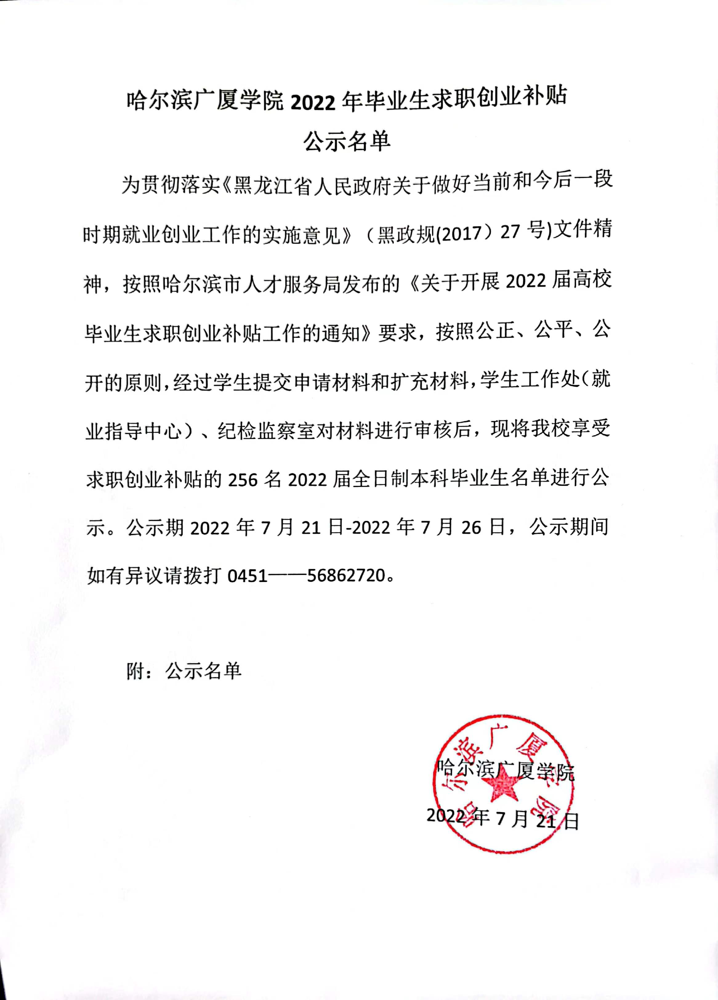 哈尔滨广厦学院 2022 年毕业生求职创业补贴
公示名单
为贯彻落实《黑龙江省人民政府关于做好当前和今后一段
时期就业创业工作的实施意见》（黑政规(2017）27 号)文件精
神，按照哈尔滨市人才服务局发布的《关于开展 2022 届高校
毕业生求职创业补贴工作的通知》要求，按照公正、公平、公
开的原则,经过学生提交申请材料和扩充材料,学生工作处（就
业指导中心）、纪检监察室对材料进行审核后，现将我校享受
求职创业补贴的 256 名 2022 届全日制本科毕业生名单进行公
示。公示期 2022 年 7 月 21 日-2022 年 7 月 26 日，公示期间
如有异议请拨打 0451——56862720。
附：公示名单
哈尔滨广厦学院
哈尔滨广厦学院
2022 年 7 月 21 日